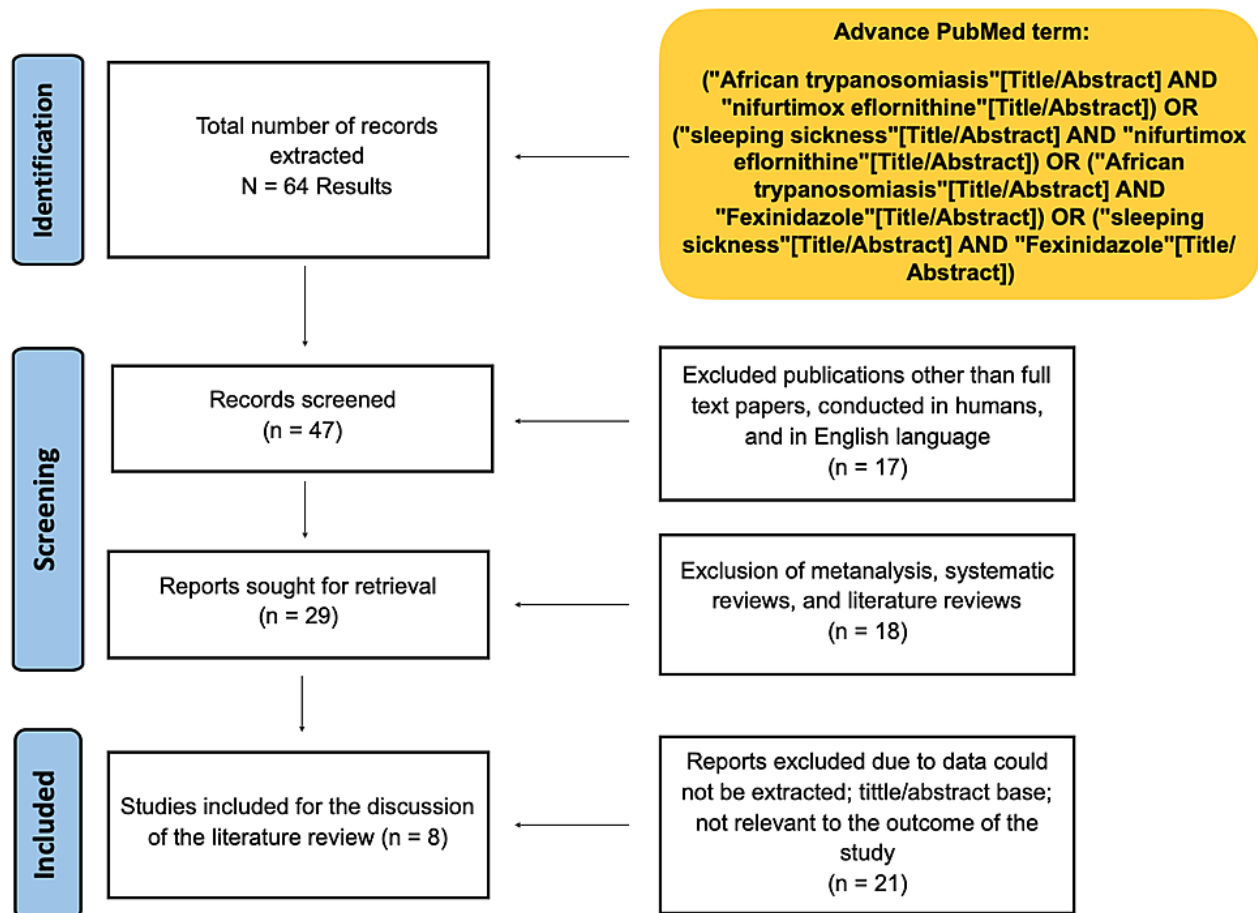 Identification
Total number of records
extracted
N = 64 Results
Advance PubMed term:
("African trypanosomiasis"[Title/Abstract] AND
"nifurtimox eflornithine"[Title/Abstract]) OR
("sleeping sickness"[Title/Abstract] AND "nifurtimox
eflornithine"[Title/Abstract]) OR ("African
trypanosomiasis"[Title/Abstract] AND
"Fexinidazole"[Title/Abstract]) OR ("sleeping
sickness"[Title/Abstract] AND "Fexinidazole"[Title/
Abstract])
Screening
Records screened
(n = 47)
Excluded publications other than full
text papers, conducted in humans,
and in English language
(n = 17)
Reports sought for retrieval
(n = 29)
Exclusion of metanalysis, systematic
reviews, and literature reviews
(n = 18)
Included
Studies included for the discussion
of the literature review (n = 8)
Reports excluded due to data could
not be extracted; tittle/abstract base;
not relevant to the outcome of the
study
(n = 21)